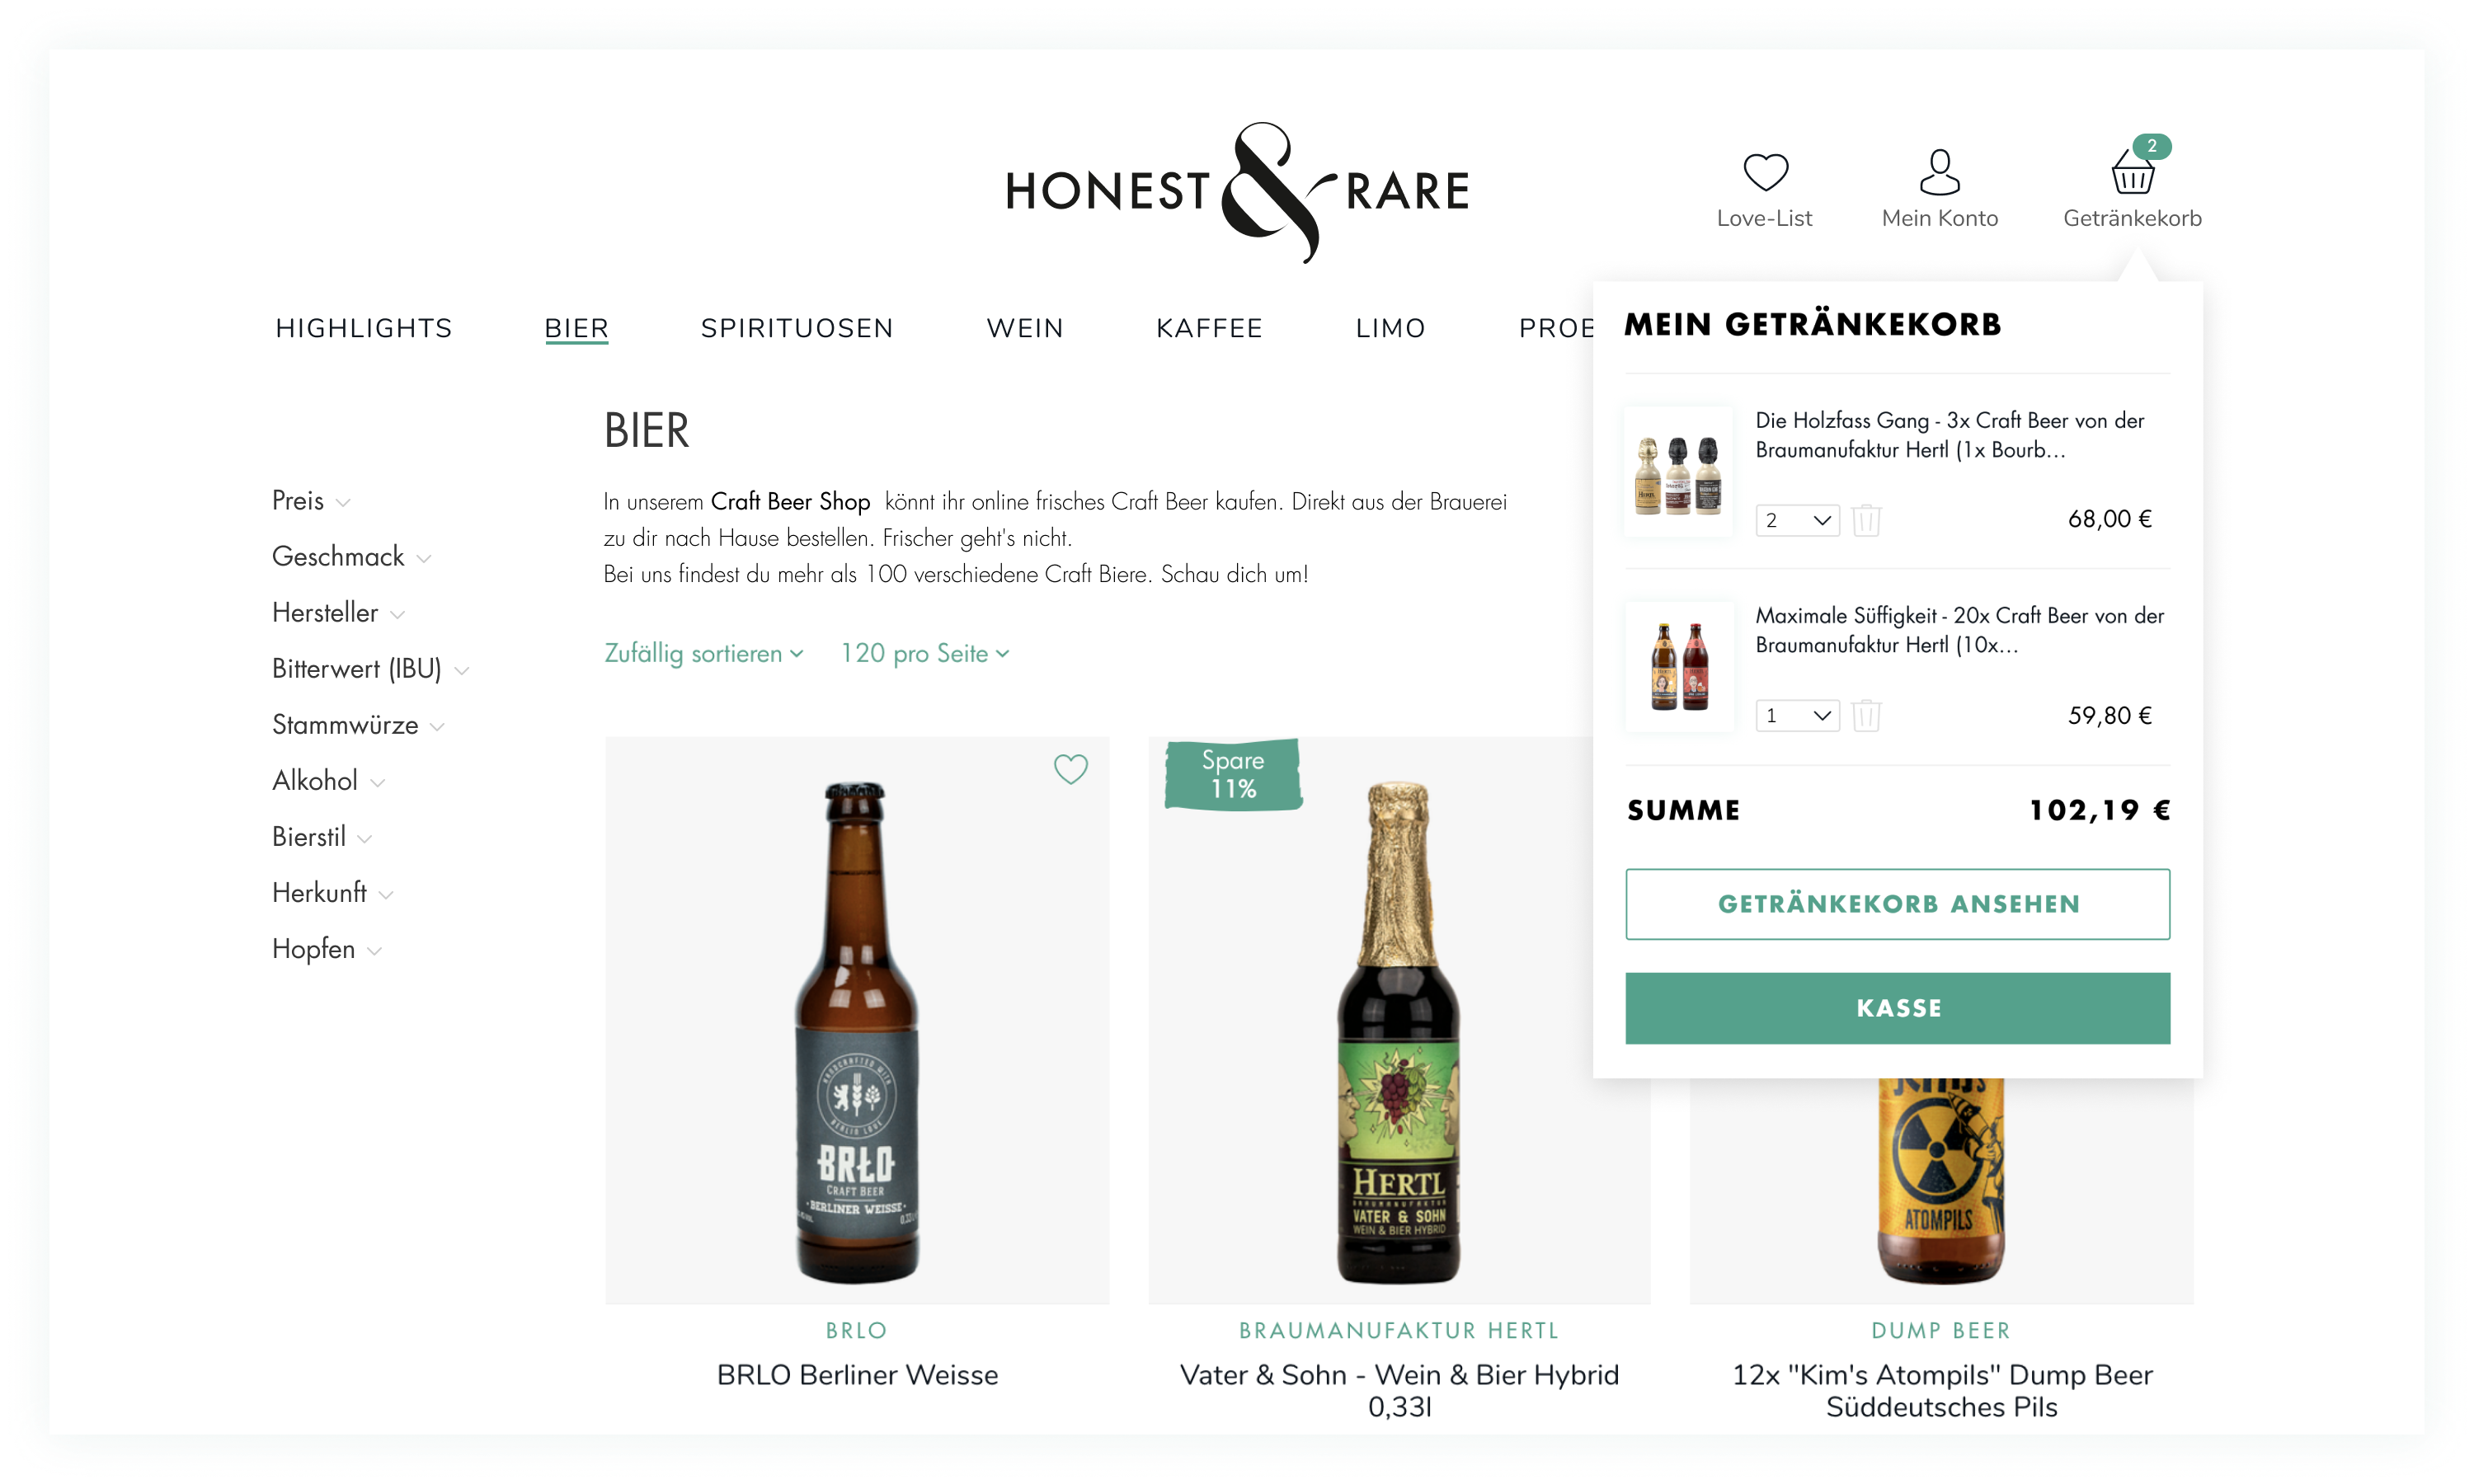 HONEST & RARE
Love-List
Mein Konto
2
Getränkekorb
HIGHLIGHTS
BIER
SPIRITUOSEN
WEIN
KAFFEE
LIMO
PROB
MEIN GETRÄNKEKORB
Die Holzfass Gang - 3x Craft Beer von der
Braumanufaktur Hertl (1x Bourb...
2
68,00 €
Maximale Süffigkeit - 20x Craft Beer von der
Braumanufaktur Hertl (10x...
1
59,80 €
SUMME
102,19 €
GETRÄNKEKORB ANSEHEN
KASSE
Preis
Geschmack
Hersteller
Bitterwert (IBU)
Stammwürze
Alkohol
Bierstil
Herkunft
Hopfen
BIER
In unserem Craft Beer Shop könnt ihr online frisches Craft Beer kaufen. Direkt aus der Brauerei
zu dir nach Hause bestellen. Frischer geht's nicht.
Bei uns findest du mehr als 100 verschiedene Craft Biere. Schau dich um!
Zufällig sortieren
120 pro Seite
HANDCRAFTED WITH
BERLIN LOVE
BRŁO
CRAFT BEER
BERLINER WEISSE
BRLO
BRLO Berliner Weisse
Spare
11%
HERTL
BRAUMANUFAKTUR
VATER & SOHN
WEIN & BIER HYBRID
BRAUMANUFAKTUR HERTL
Vater & Sohn - Wein & Bier Hybrid
0,33l
ATOMPILS
DUMP BEER
12x "Kim's Atompils" Dump Beer
Süddeutsches Pils